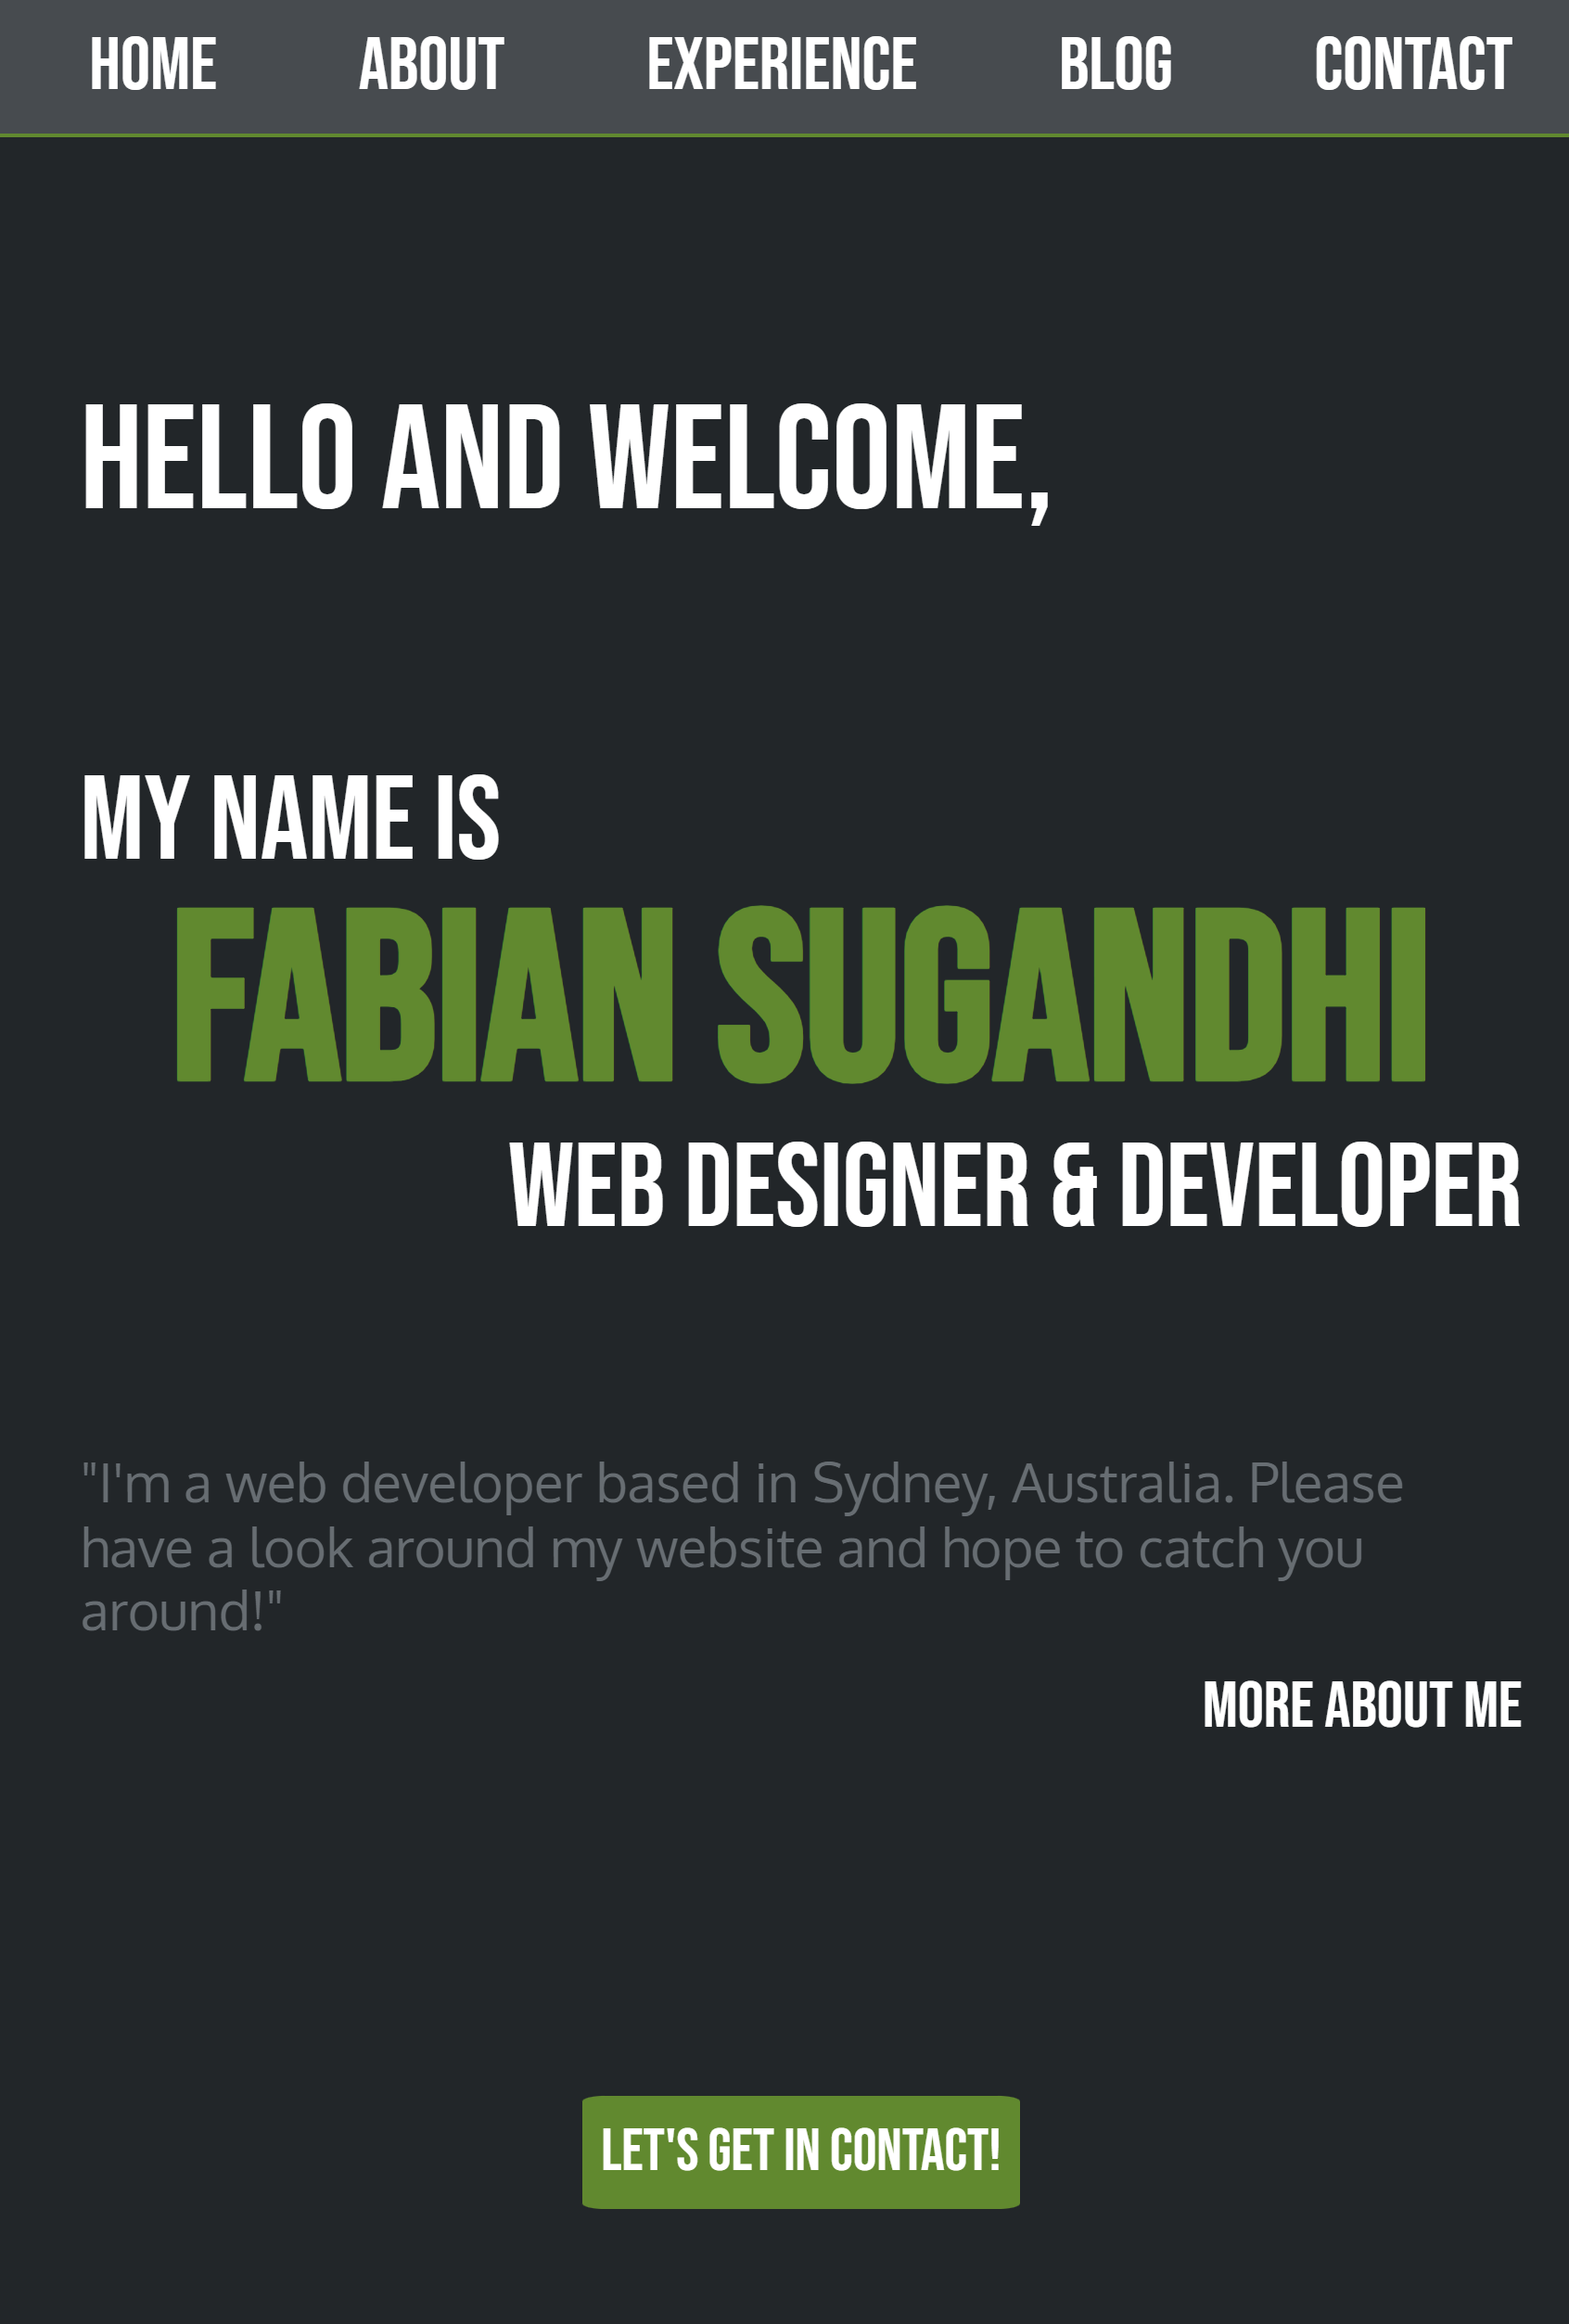 HOME ABOUT EXPERIENCE BLOG CONTACT
HELLO AND WELCOME,
MY NAME IS
FABIAN SUGANDHI
WEB DESIGNER & DEVELOPER
"I'm a web developer based in Sydney, Australia. Please
have a look around my website and hope to catch you
around!"
MORE ABOUT ME
LET'S GET IN CONTACT!